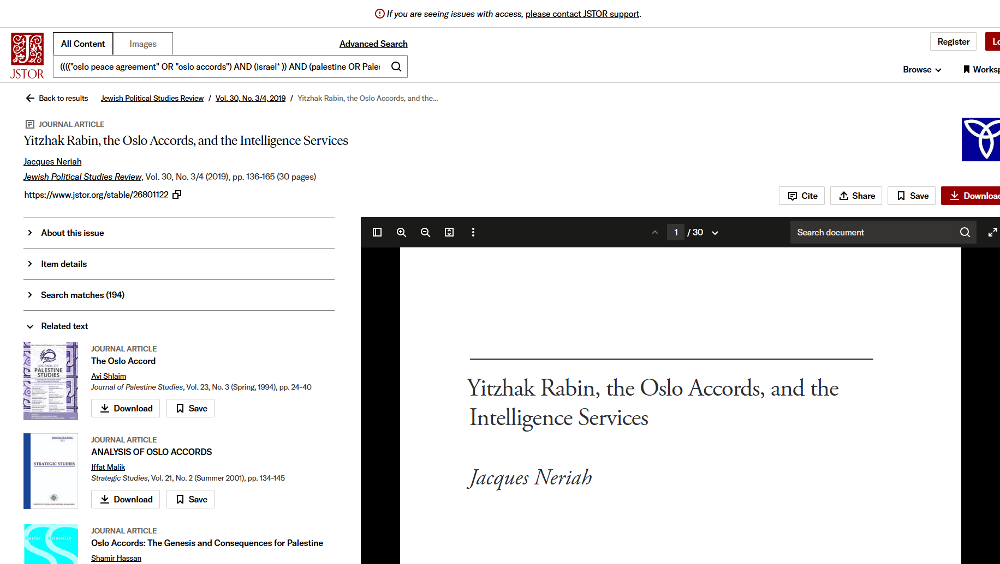 If you are seeing issues with access, please contact JSTOR support.
All Content
Images
Advanced Search
Register
JSTOR
(((("oslo peace agreement" OR "oslo accords") AND (israel* )) AND (palestine OR
Browse
Back to results
Jewish Political Studies Review / Vol. 30, No. 3/4, 2019 / Yitzhak Rabin, the Oslo Accords, and the...
JOURNAL ARTICLE
Yitzhak Rabin, the Oslo Accords, and the Intelligence Services
Jacques Neriah
Jewish Political Studies Review, Vol. 30, No. 3/4 (2019), pp. 136-165 (30 pages)
https://www.jstor.org/stable/26801122
Cite
Share
Save
Download
About this issue
Item details
Search matches (194)
Related text
JOURNAL OF
PALESTINE
STUDIES
JOURNAL ARTICLE
The Oslo Accord
Avi Shlaim
Journal of Palestine Studies, Vol. 23, No. 3 (Spring, 1994), pp. 24-40
Download
Save
STRATEGIC STUDIES
JOURNAL ARTICLE
ANALYSIS OF OSLO ACCORDS
Iffat Malik
Strategic Studies, Vol. 21, No. 2 (Summer 2001), pp. 134-145
Download
Save
Social Scientist
JOURNAL ARTICLE
Oslo Accords: The Genesis and Consequences for Palestine
Shamir Hassan
1 / 30
Search document
Yitzhak Rabin, the Oslo Accords, and the
Intelligence Services
Jacques Neriah